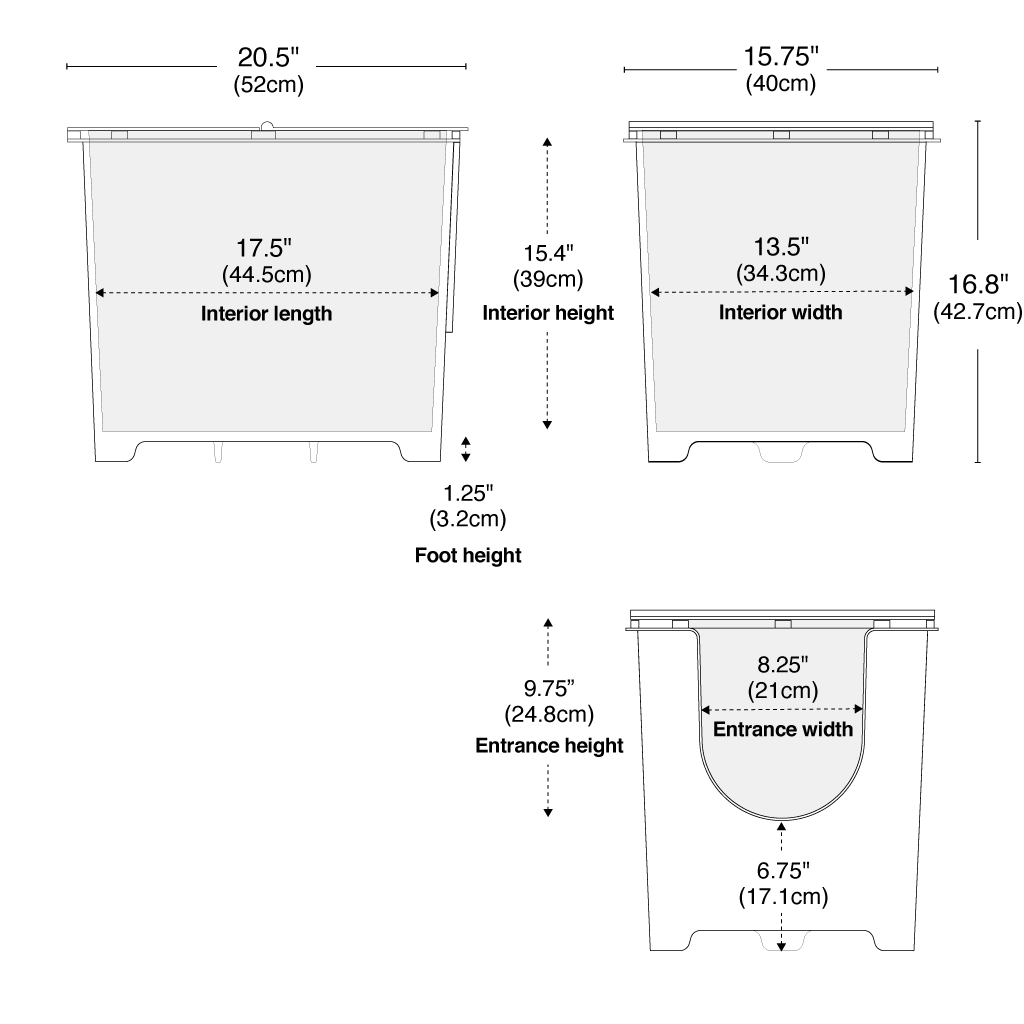 20.5"
(52cm)
15.75"
(40cm)
17.5"
(44.5cm)
Interior length
15.4"
(39cm)
Interior height
13.5"
(34.3cm)
Interior width
16.8"
(42.7cm)
1.25"
(3.2cm)
Foot height
9.75”
(24.8cm)
Entrance height
8.25"
(21cm)
Entrance width
6.75"
(17.1cm)